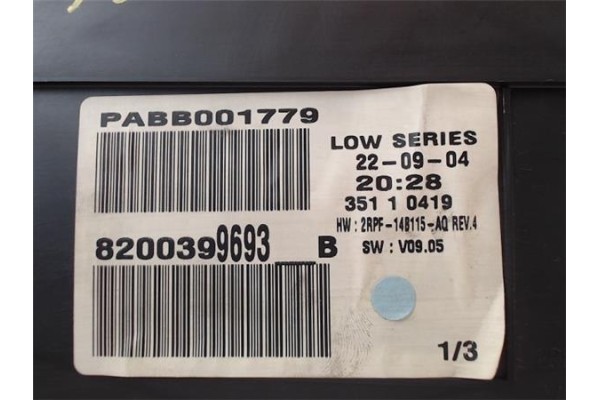 PABB001779
LOW SERIES
22-09-04
20:28
351 1 0419
HW : 2RPF-14B115-AQ REV.4
SW : V09.05
8200399693__B
1/3